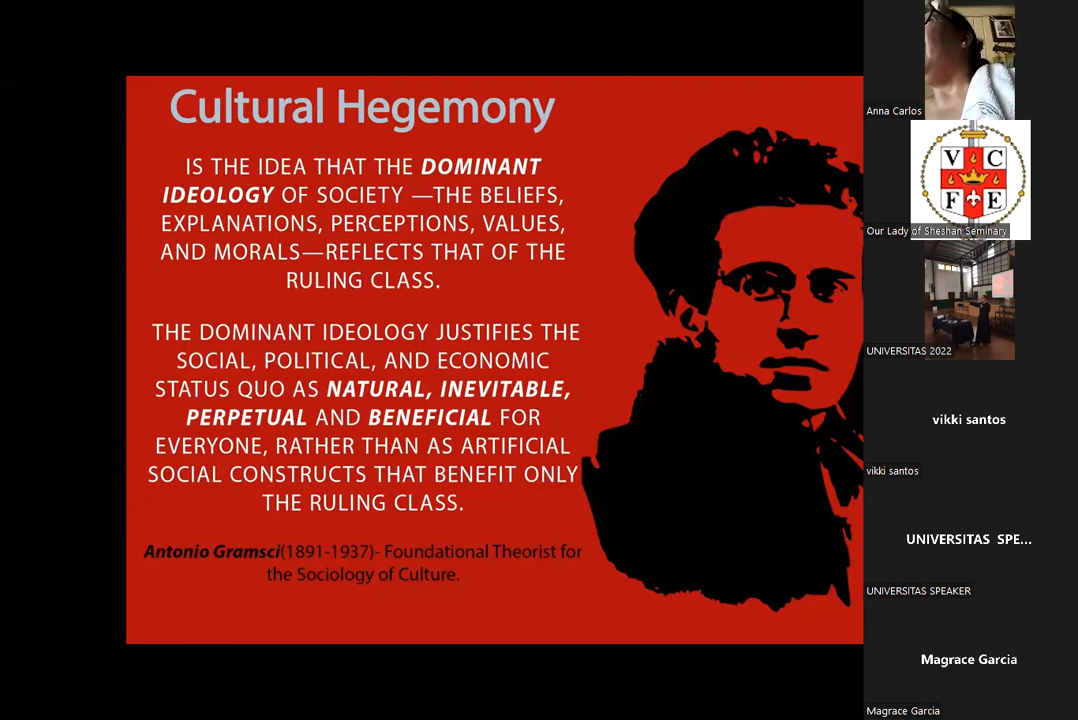 Cultural Hegemony
IS THE IDEA THAT THE DOMINANT
IDEOLOGY OF SOCIETY —THE BELIEFS,
EXPLANATIONS, PERCEPTIONS, VALUES,
AND MORALS—REFLECTS THAT OF THE
RULING CLASS.
THE DOMINANT IDEOLOGY JUSTIFIES THE
SOCIAL, POLITICAL, AND ECONOMIC
STATUS QUO AS NATURAL, INEVITABLE,
PERPETUAL AND BENEFICIAL FOR
EVERYONE, RATHER THAN AS ARTIFICIAL
SOCIAL CONSTRUCTS THAT BENEFIT ONLY
THE RULING CLASS.
Antonio Gramsci(1891-1937)- Foundational Theorist for
the Sociology of Culture.
Anna Carlos
V C
F E
Our Lady of Sheshan Seminary
UNIVERSITAS 2022
vikki santos
vikki santos
UNIVERSITAS SPE...
UNIVERSITAS SPEAKER
Magrace Garcia
Magrace Garcia